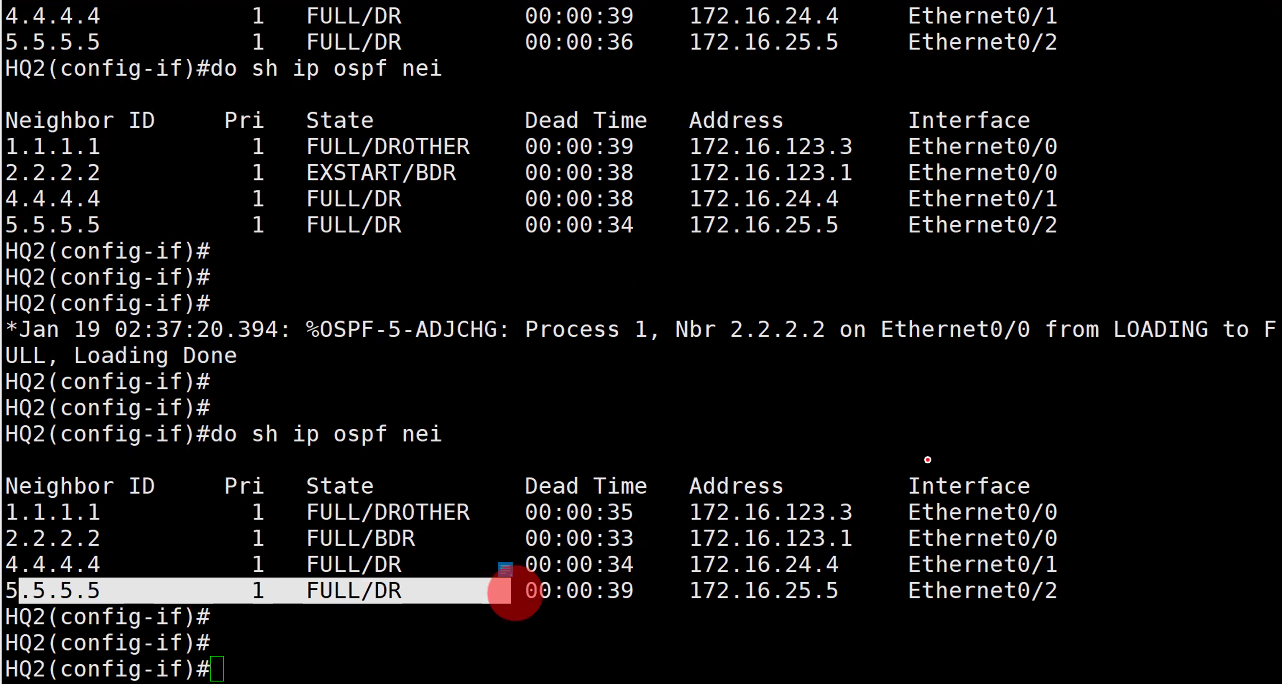 4.4.4.4           1   FULL/DR         00:00:39    172.16.24.4     Ethernet0/1
5.5.5.5           1   FULL/DR         00:00:36    172.16.25.5     Ethernet0/2
HQ2(config-if)#do sh ip ospf nei

Neighbor ID     Pri   State           Dead Time   Address         Interface
1.1.1.1           1   FULL/DROTHER    00:00:39    172.16.123.3    Ethernet0/0
2.2.2.2           1   EXSTART/BDR     00:00:38    172.16.123.1    Ethernet0/0
4.4.4.4           1   FULL/DR         00:00:38    172.16.24.4     Ethernet0/1
5.5.5.5           1   FULL/DR         00:00:34    172.16.25.5     Ethernet0/2
HQ2(config-if)#
HQ2(config-if)#
HQ2(config-if)#
*Jan 19 02:37:20.394: %OSPF-5-ADJCHG: Process 1, Nbr 2.2.2.2 on Ethernet0/0 from LOADING to F
ULL, Loading Done
HQ2(config-if)#
HQ2(config-if)#
HQ2(config-if)#do sh ip ospf nei

Neighbor ID     Pri   State           Dead Time   Address         Interface
1.1.1.1           1   FULL/DROTHER    00:00:35    172.16.123.3    Ethernet0/0
2.2.2.2           1   FULL/BDR        00:00:33    172.16.123.1    Ethernet0/0
4.4.4.4           1   FULL/DR         00:00:34    172.16.24.4     Ethernet0/1
5.5.5.5           1   FULL/DR         00:00:39    172.16.25.5     Ethernet0/2
HQ2(config-if)#
HQ2(config-if)#
HQ2(config-if)#